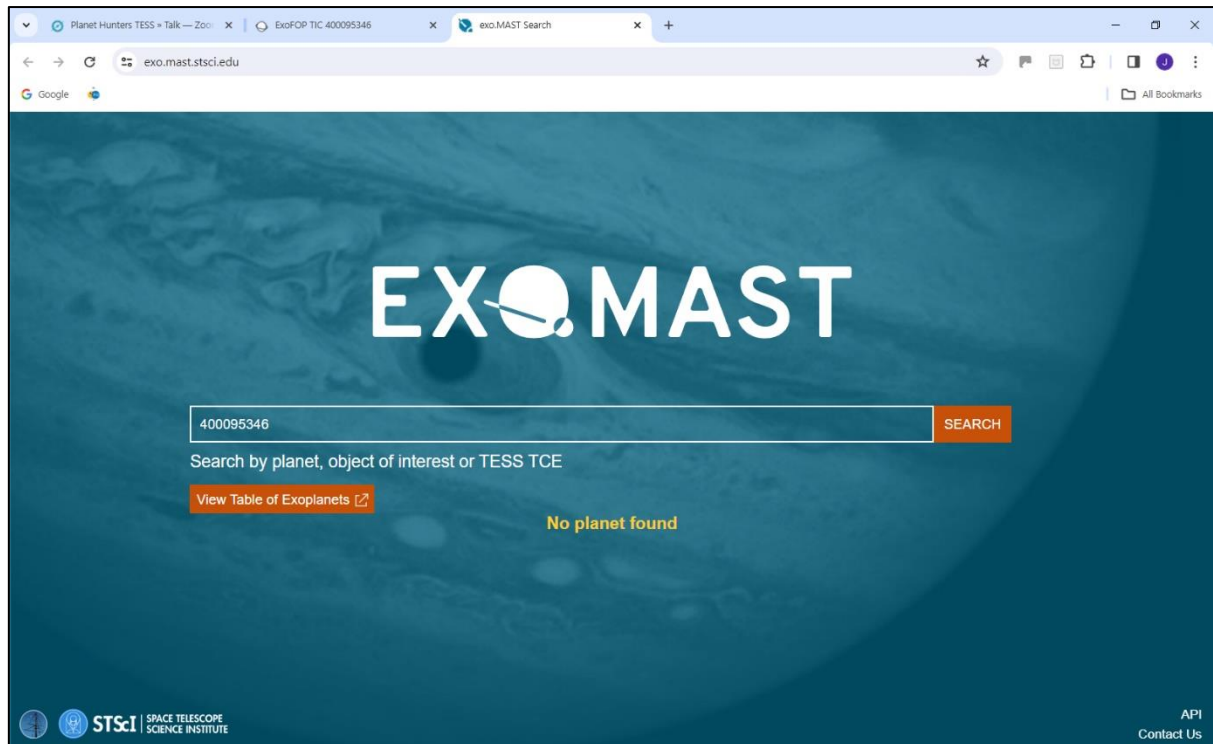 Planet Hunters TESS » Talk — Zoo
ExoFOP TIC 400095346
exo.MAST Search
exo.mast.stsci.edu
Google
All Bookmarks
EXO.MAST
400095346
SEARCH
Search by planet, object of interest or TESS TCE
View Table of Exoplanets
No planet found
STScI | SPACE TELESCOPE
SCIENCE INSTITUTE
API
Contact Us
J